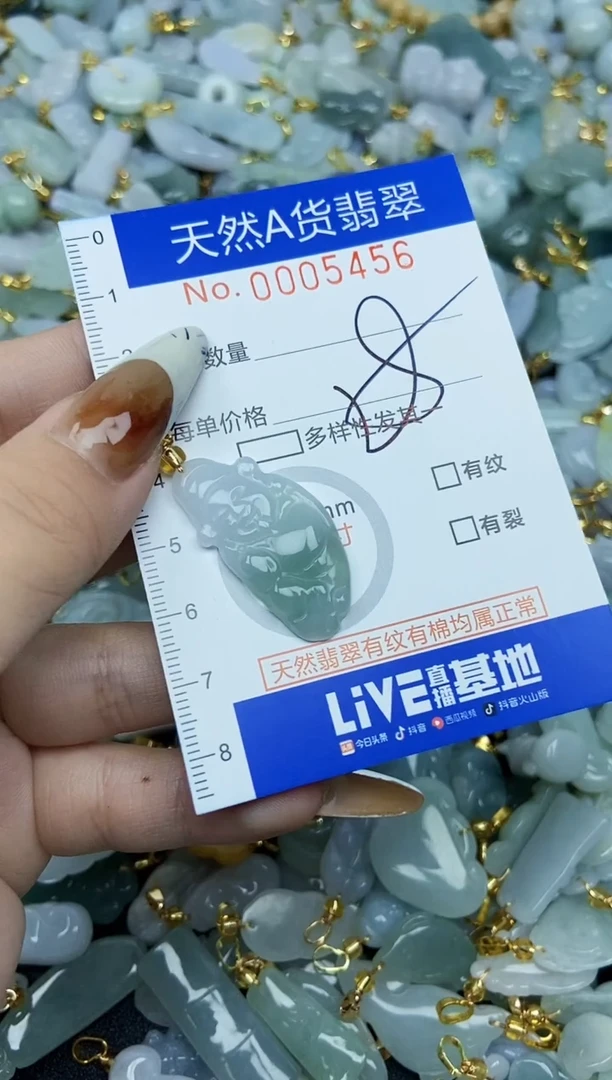 天然A货翡翠
No. 0005456
0
1
数量
每单价格
多样性发其一
4
mm
寸
有纹
5
有裂
6
天然翡翠有纹有棉均属正常
7
LiVE直播基地
8
今日头条 抖音 西瓜视频 抖音火山版